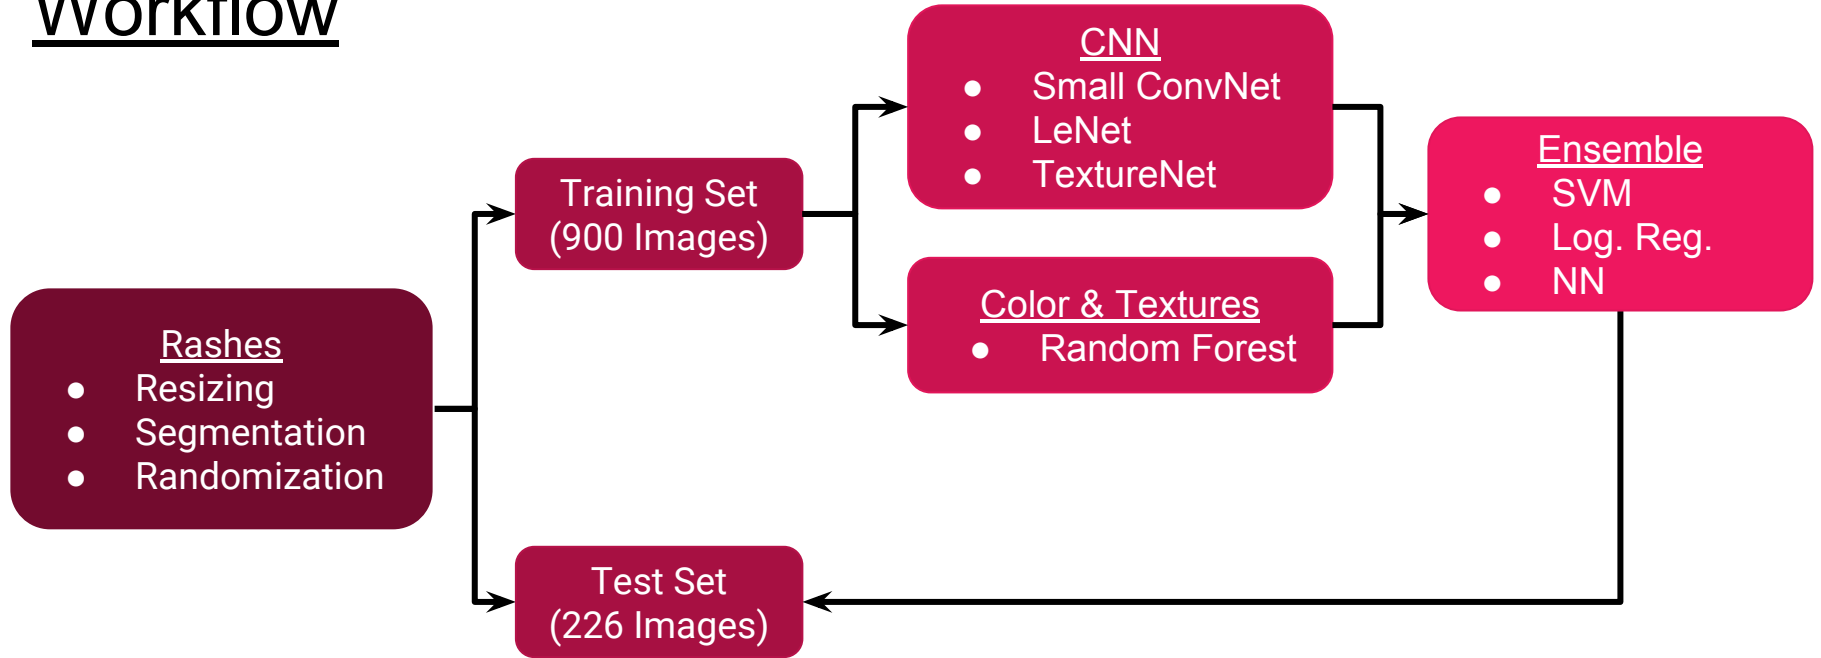 Workflow
Rashes
● Resizing
● Segmentation
● Randomization
Training Set
(900 Images)
Test Set
(226 Images)
CNN
● Small ConvNet
● LeNet
● TextureNet
Color & Textures
● Random Forest
Ensemble
● SVM
● Log. Reg.
● NN